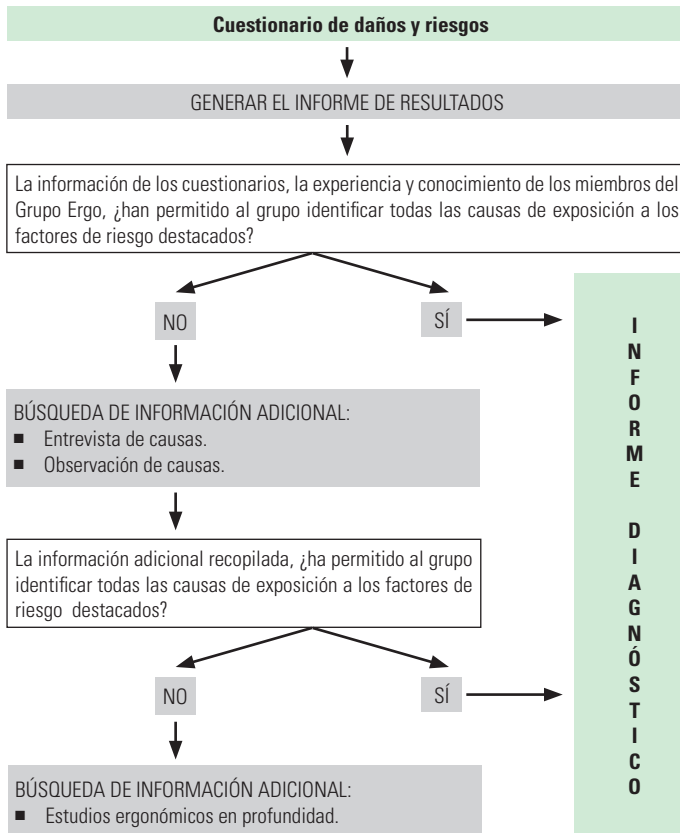 Cuestionario de daños y riesgos
GENERAR EL INFORME DE RESULTADOS
La información de los cuestionarios, la experiencia y conocimiento de los miembros del
Grupo Ergo, ¿han permitido al grupo identificar todas las causas de exposición a los
factores de riesgo destacados?
NO
SÍ
BÚSQUEDA DE INFORMACIÓN ADICIONAL:
■ Entrevista de causas.
■ Observación de causas.
La información adicional recopilada, ¿ha permitido al grupo
identificar todas las causas de exposición a los factores de
riesgo destacados?
NO
SÍ
BÚSQUEDA DE INFORMACIÓN ADICIONAL:
■ Estudios ergonómicos en profundidad.
INFORME DIAGNÓSTICO